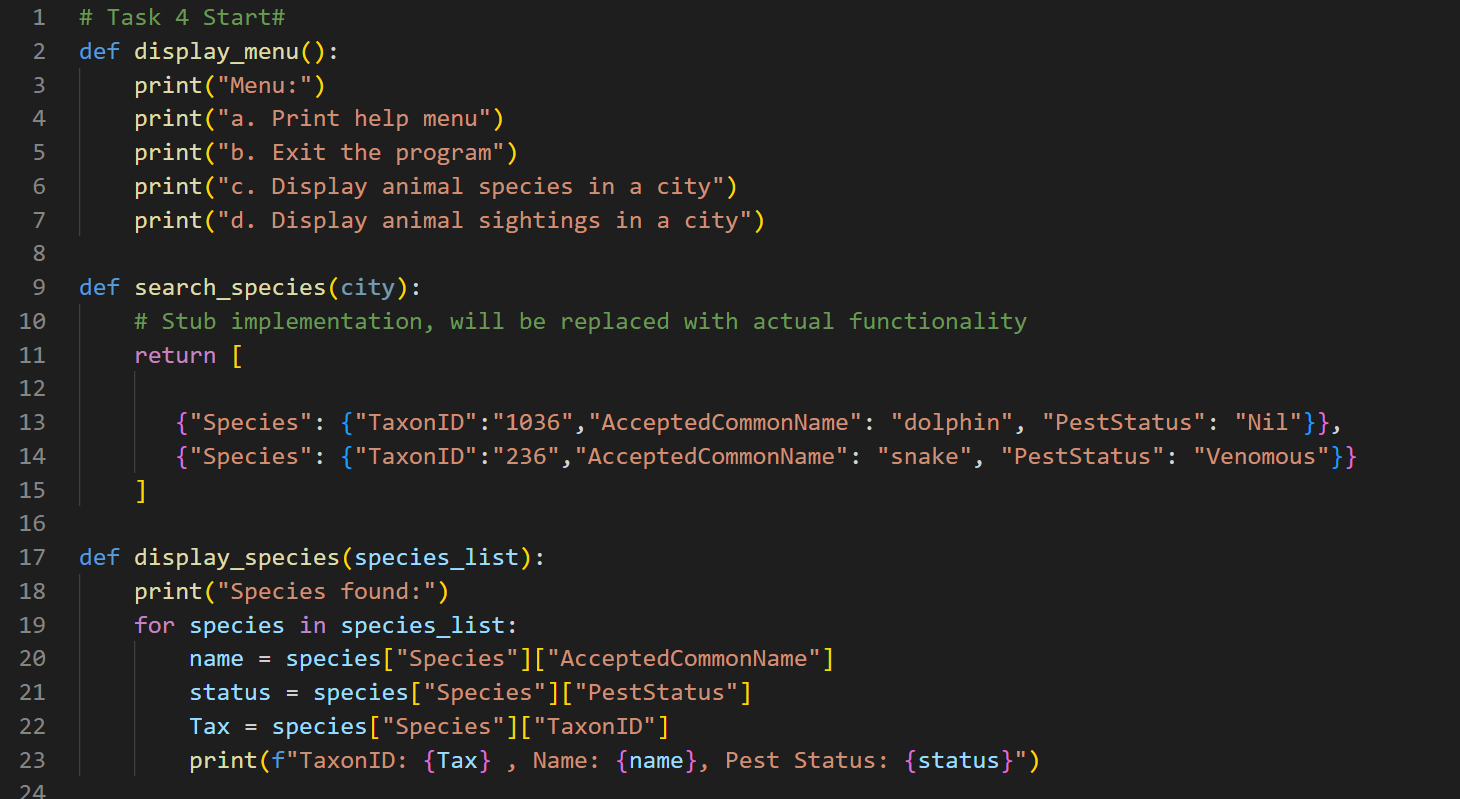 1 # Task 4 Start#
2 def display_menu():
3     print("Menu:")
4     print("a. Print help menu")
5     print("b. Exit the program")
6     print("c. Display animal species in a city")
7     print("d. Display animal sightings in a city")
8
9 def search_species(city):
10     # Stub implementation, will be replaced with actual functionality
11     return [
12
13        {"Species": {"TaxonID":"1036","AcceptedCommonName": "dolphin", "PestStatus": "Nil"}},
14        {"Species": {"TaxonID":"236","AcceptedCommonName": "snake", "PestStatus": "Venomous"}}
15     ]
16
17 def display_species(species_list):
18     print("Species found:")
19     for species in species_list:
20         name = species["Species"]["AcceptedCommonName"]
21         status = species["Species"]["PestStatus"]
22         Tax = species["Species"]["TaxonID"]
23         print(f"TaxonID: {Tax} , Name: {name}, Pest Status: {status}")
24